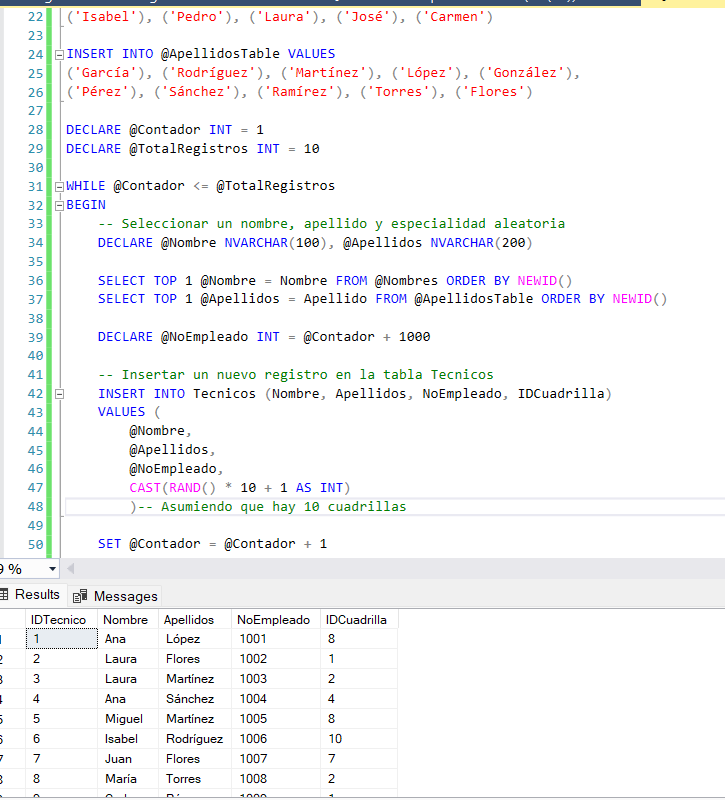 22 ('Isabel'), ('Pedro'), ('Laura'), ('José'), ('Carmen')
23
24 INSERT INTO @ApellidosTable VALUES
25 ('García'), ('Rodríguez'), ('Martínez'), ('López'), ('González'),
26 ('Pérez'), ('Sánchez'), ('Ramírez'), ('Torres'), ('Flores')
27
28 DECLARE @Contador INT = 1
29 DECLARE @TotalRegistros INT = 10
30
31 WHILE @Contador <= @TotalRegistros
32 BEGIN
33 -- Seleccionar un nombre, apellido y especialidad aleatoria
34 DECLARE @Nombre NVARCHAR(100), @Apellidos NVARCHAR(200)
35
36 SELECT TOP 1 @Nombre = Nombre FROM @Nombres ORDER BY NEWID()
37 SELECT TOP 1 @Apellidos = Apellido FROM @ApellidosTable ORDER BY NEWID()
38
39 DECLARE @NoEmpleado INT = @Contador + 1000
40
41 -- Insertar un nuevo registro en la tabla Tecnicos
42 INSERT INTO Tecnicos (Nombre, Apellidos, NoEmpleado, IDCuadrilla)
43 VALUES (
44 @Nombre,
45 @Apellidos,
46 @NoEmpleado,
47 CAST(RAND() * 10 + 1 AS INT)
48 )-- Asumiendo que hay 10 cuadrillas
49
50 SET @Contador = @Contador + 1
9 %
Results Messages
IDTecnico Nombre Apellidos NoEmpleado IDCuadrilla
1 Ana López 1001 8
2 2 Laura Flores 1002 1
3 3 Laura Martínez 1003 2
4 Ana Sánchez 1004 4
5 5 Miguel Martínez 1005 8
6 6 Isabel Rodríguez 1006 10
7 7 Juan Flores 1007 7
8 8 María Torres 1008 2